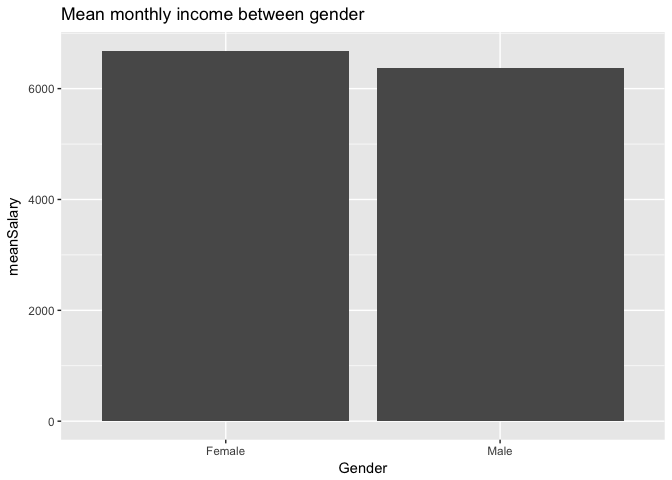 Mean monthly income between gender
6000
4000
2000
0
meanSalary
Female
Male
Gender